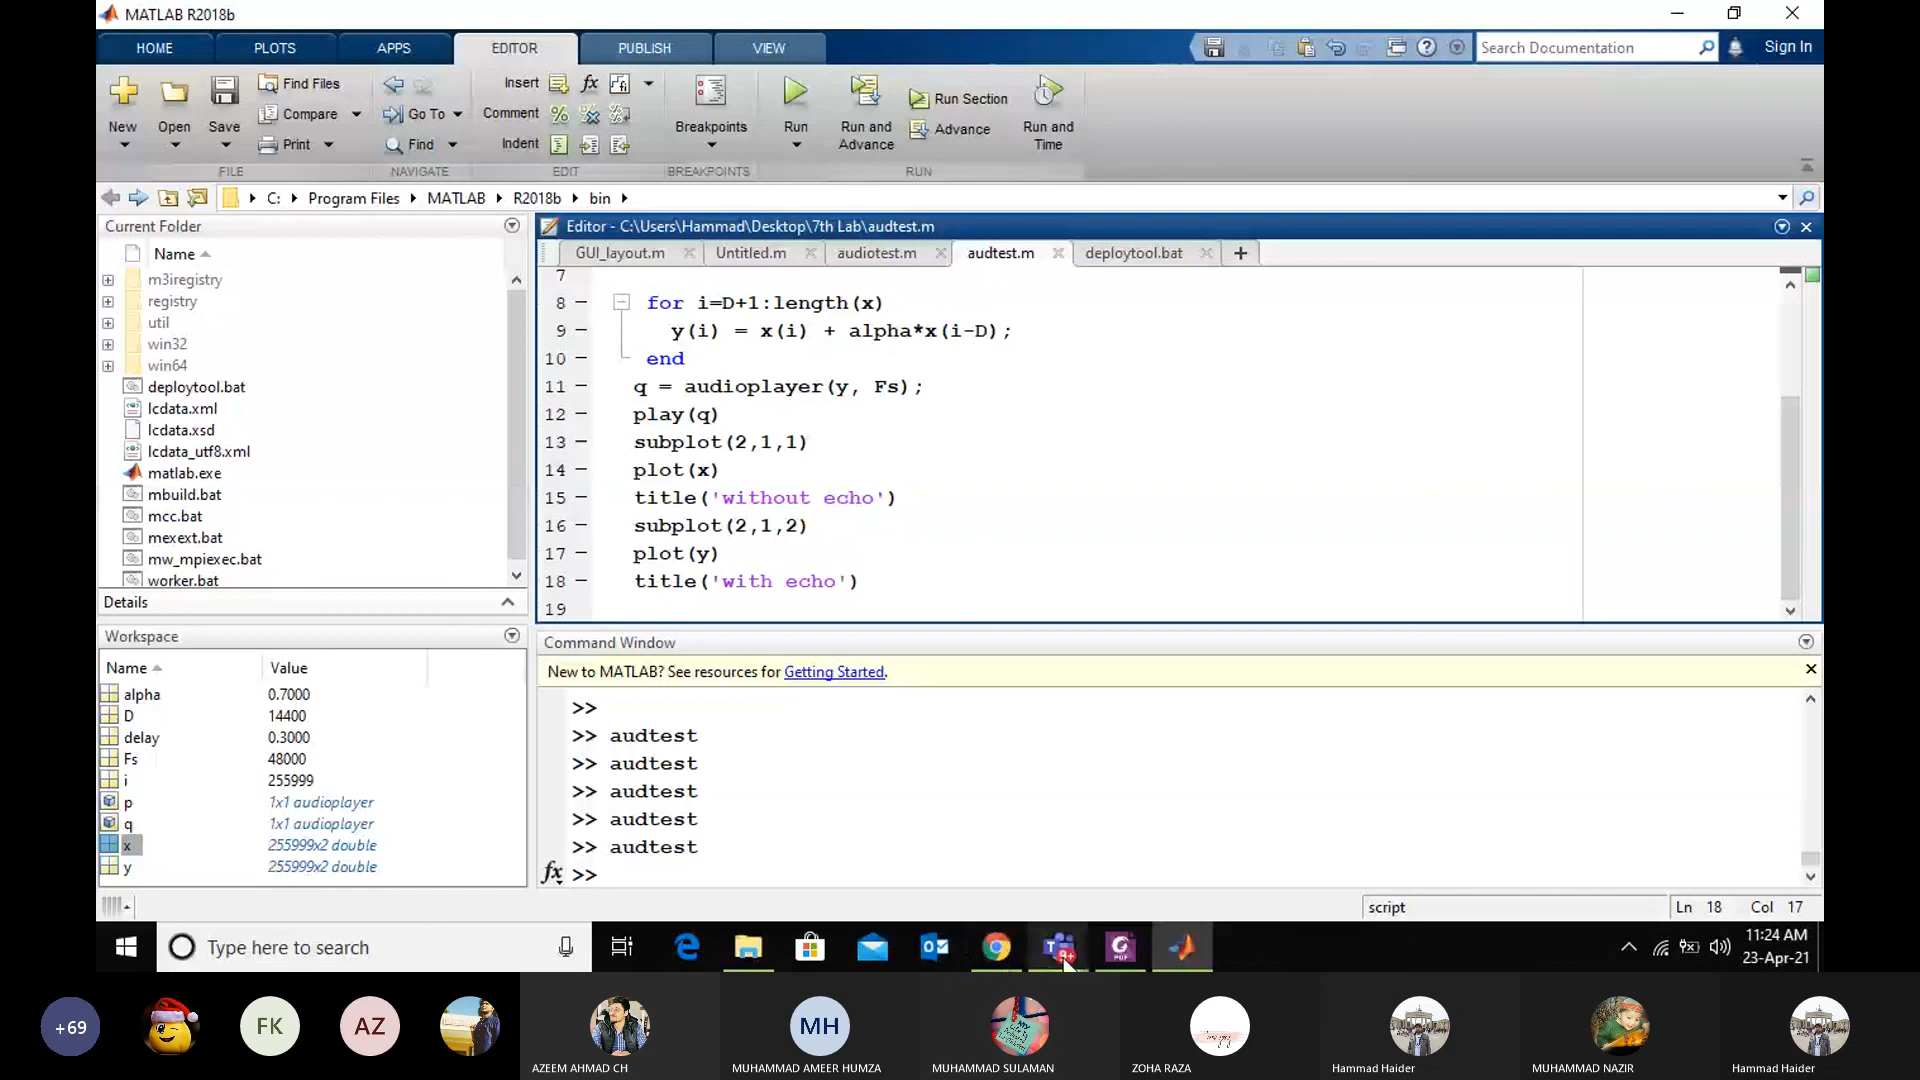 MATLAB R2018b
HOME PLOTS APPS EDITOR PUBLISH VIEW
Search Documentation
Sign In
New Open Save
Find Files
Compare
Print
Go To
Find
Insert
Comment
Indent
fx
Breakpoints
Run
Run and Advance
Run Section
Advance
Run and Time
FILE NAVIGATE EDIT BREAKPOINTS RUN
C: Program Files MATLAB R2018b bin
Current Folder
Name
m3iregistry
registry
util
win32
win64
deploytool.bat
lcdata.xml
lcdata.xsd
lcdata_utf8.xml
matlab.exe
mbuild.bat
mcc.bat
mexext.bat
mw_mpiexec.bat
worker.bat
Details
Workspace
Name Value
alpha 0.7000
D 14400
delay 0.3000
Fs 48000
i 255999
p 1x1 audioplayer
q 1x1 audioplayer
x 255999x2 double
y 255999x2 double
Editor - C:\Users\Hammad\Desktop\7th Lab\audtest.m
GUI_layout.m Untitled.m audiotest.m audtest.m deploytool.bat
7
8 – for i=D+1:length(x)
9 – y(i) = x(i) + alpha*x(i-D);
10 – end
11 – q = audioplayer(y, Fs);
12 – play(q)
13 – subplot(2,1,1)
14 – plot(x)
15 – title('without echo')
16 – subplot(2,1,2)
17 – plot(y)
18 – title('with echo')
19
Command Window
New to MATLAB? See resources for Getting Started.
>>
>> audtest
>> audtest
>> audtest
>> audtest
>> audtest
fx >>
script Ln 18 Col 17
Type here to search
11:24 AM
23-Apr-21
+69 FK AZ MH
AZEEM AHMAD CH MUHAMMAD AMEER HUMZA MUHAMMAD SULAMAN ZOHA RAZA Hammad Haider MUHAMMAD NAZIR Hammad Haider